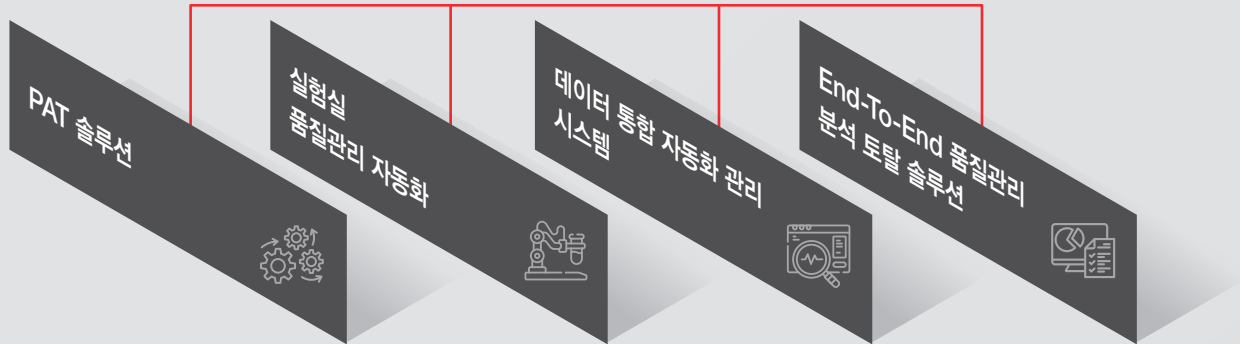 PAT 솔루션
실험실
품질관리 자동화
데이터 통합 자동화 관리
시스템
End-To-End 품질관리
분석 토탈 솔루션